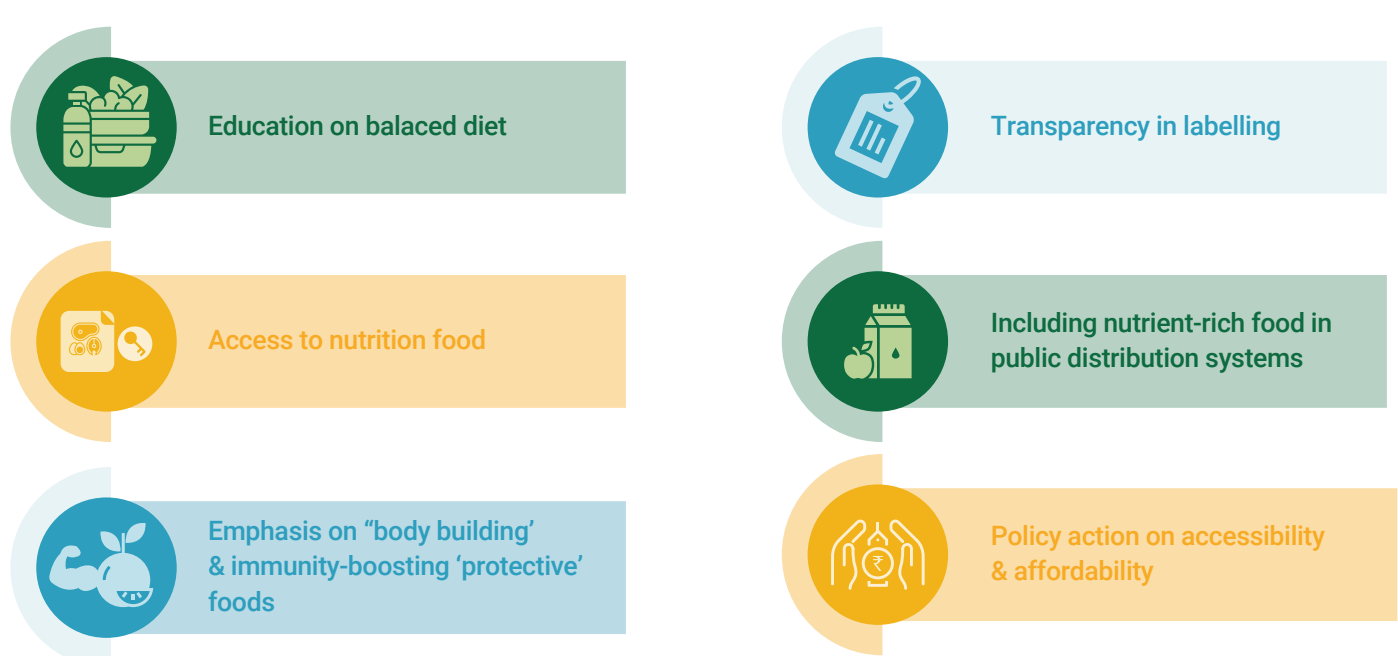 Education on balaced diet
Access to nutrition food
Emphasis on “body building’
& immunity-boosting ‘protective’
foods
Transparency in labelling
Including nutrient-rich food in
public distribution systems
₹
Policy action on accessibility
& affordability